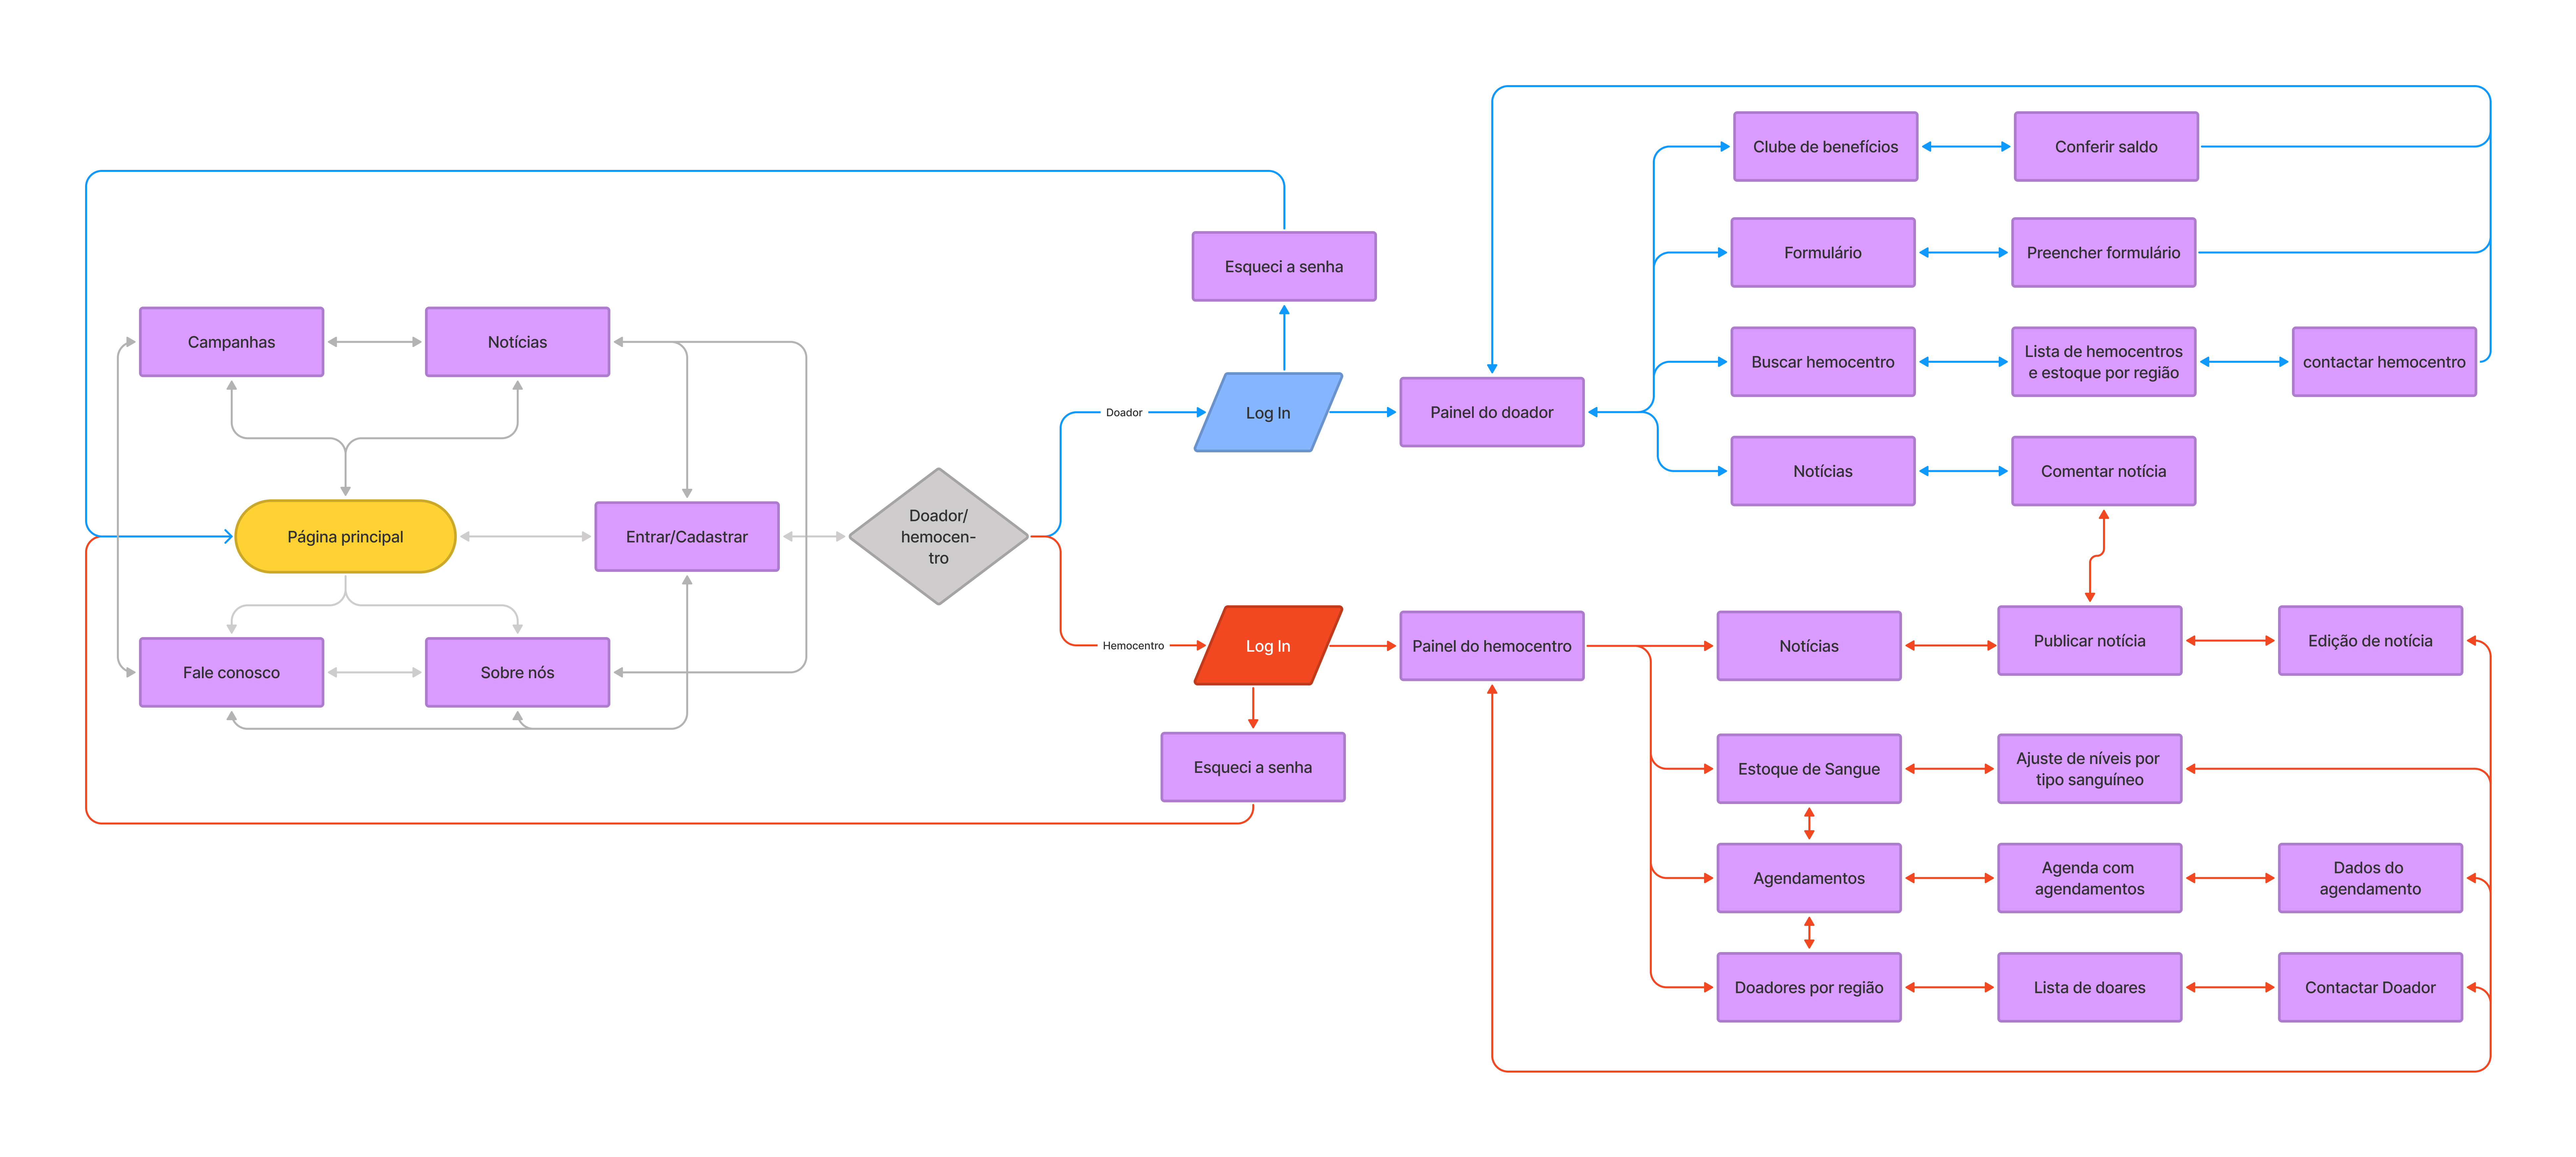 Clube de benefícios
Conferir saldo
Esqueci a senha
Formulário
Preencher formulário
Campanhas
Notícias
Buscar hemocentro
Lista de hemocentros
e estoque por região
contactar hemocentro
Doador
Log In
Painel do doador
Notícias
Comentar notícia
Página principal
Entrar/Cadastrar
Doador/
hemocen-
tro
Hemocentro
Log In
Painel do hemocentro
Notícias
Publicar notícia
Edição de notícia
Fale conosco
Sobre nós
Esqueci a senha
Estoque de Sangue
Ajuste de níveis por
tipo sanguíneo
Agendamentos
Agenda com
agendamentos
Dados do
agendamento
Doadores por região
Lista de doares
Contactar Doador